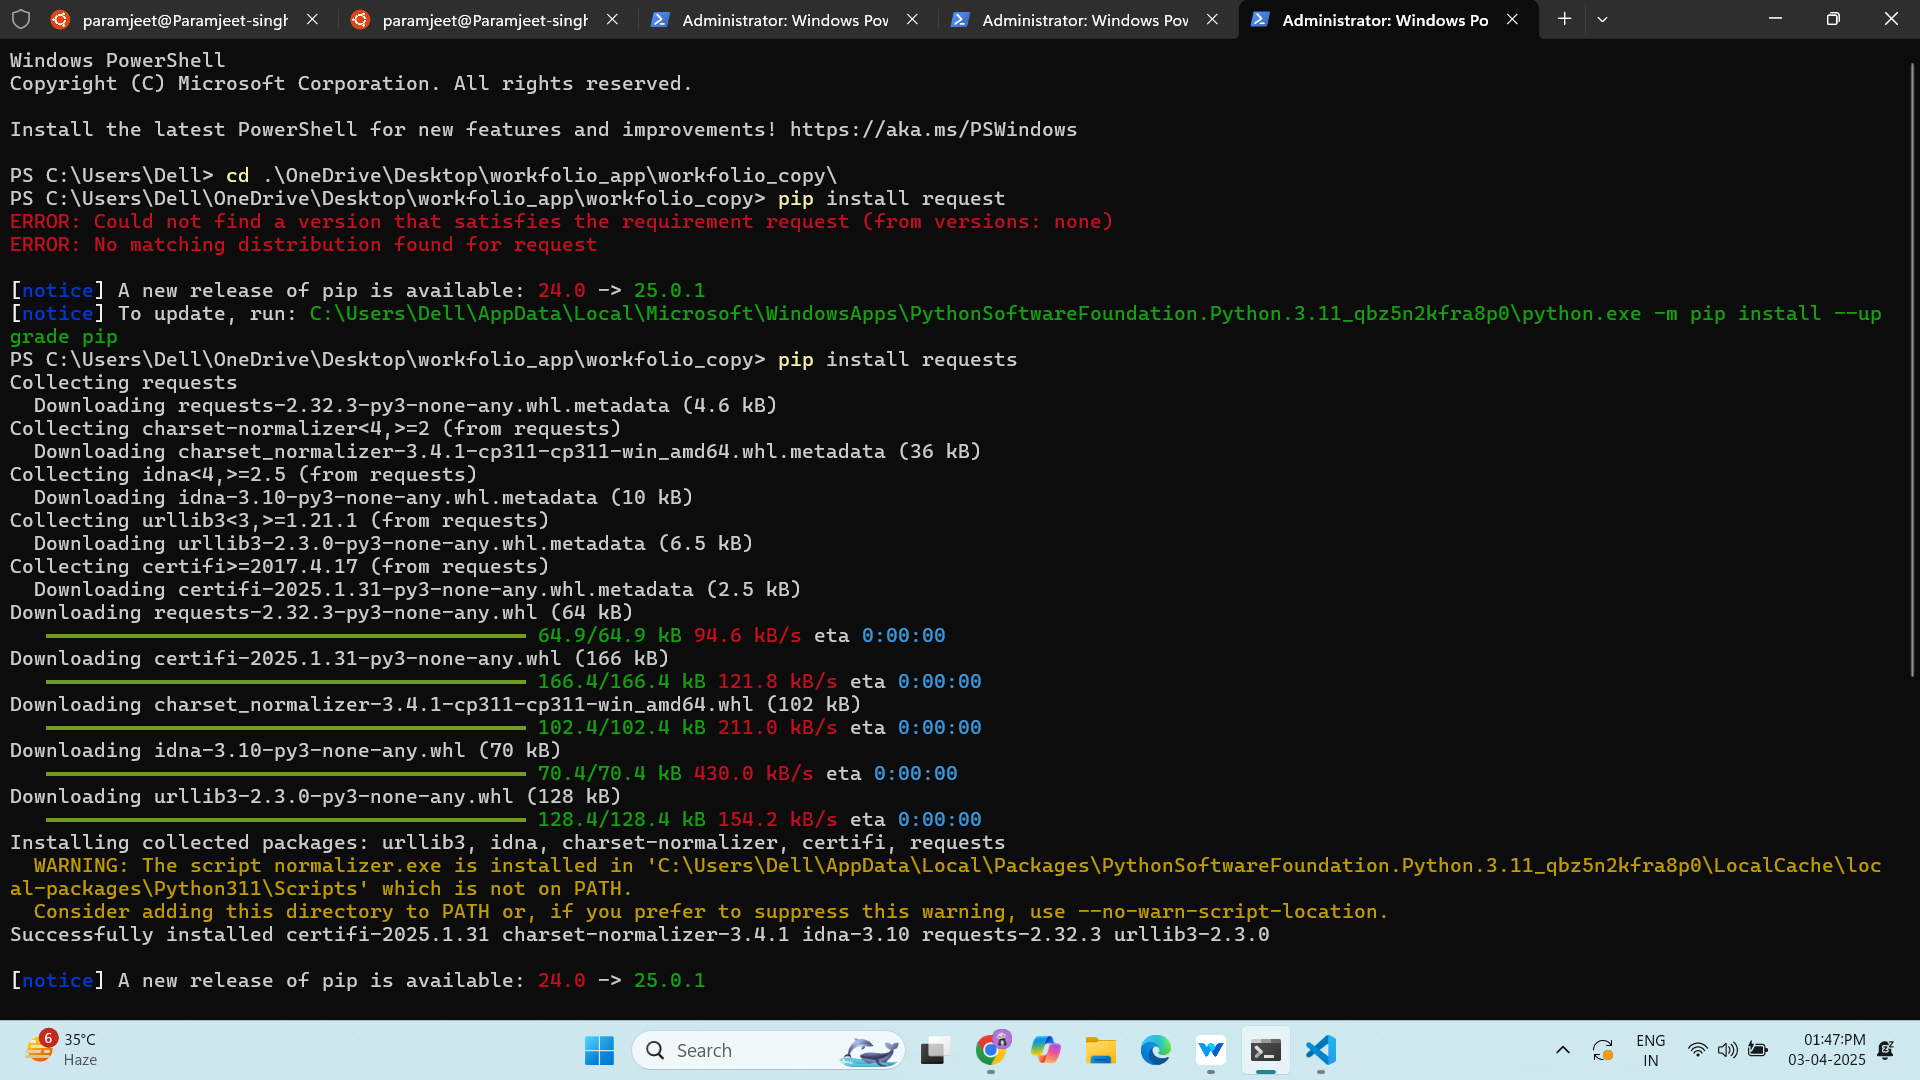 paramjeet@Paramjeet-singh
paramjeet@Paramjeet-singh
Administrator: Windows Pow
Administrator: Windows Pow
Administrator: Windows Po
Windows PowerShell
Copyright (C) Microsoft Corporation. All rights reserved.
Install the latest PowerShell for new features and improvements! https://aka.ms/PSWindows
PS C:\Users\Dell> cd .\OneDrive\Desktop\workfolio_app\workfolio_copy\
PS C:\Users\Dell\OneDrive\Desktop\workfolio_app\workfolio_copy> pip install request
ERROR: Could not find a version that satisfies the requirement request (from versions: none)
ERROR: No matching distribution found for request
[notice] A new release of pip is available: 24.0 -> 25.0.1
[notice] To update, run: C:\Users\Dell\AppData\Local\Microsoft\WindowsApps\PythonSoftwareFoundation.Python.3.11_qbz5n2kfra8p0\python.exe -m pip install --up
grade pip
PS C:\Users\Dell\OneDrive\Desktop\workfolio_app\workfolio_copy> pip install requests
Collecting requests
  Downloading requests-2.32.3-py3-none-any.whl.metadata (4.6 kB)
Collecting charset-normalizer<4,>=2 (from requests)
  Downloading charset_normalizer-3.4.1-cp311-cp311-win_amd64.whl.metadata (36 kB)
Collecting idna<4,>=2.5 (from requests)
  Downloading idna-3.10-py3-none-any.whl.metadata (10 kB)
Collecting urllib3<3,>=1.21.1 (from requests)
  Downloading urllib3-2.3.0-py3-none-any.whl.metadata (6.5 kB)
Collecting certifi>=2017.4.17 (from requests)
  Downloading certifi-2025.1.31-py3-none-any.whl.metadata (2.5 kB)
Downloading requests-2.32.3-py3-none-any.whl (64 kB)
64.9/64.9 kB 94.6 kB/s eta 0:00:00
Downloading certifi-2025.1.31-py3-none-any.whl (166 kB)
166.4/166.4 kB 121.8 kB/s eta 0:00:00
Downloading charset_normalizer-3.4.1-cp311-cp311-win_amd64.whl (102 kB)
102.4/102.4 kB 211.0 kB/s eta 0:00:00
Downloading idna-3.10-py3-none-any.whl (70 kB)
70.4/70.4 kB 430.0 kB/s eta 0:00:00
Downloading urllib3-2.3.0-py3-none-any.whl (128 kB)
128.4/128.4 kB 154.2 kB/s eta 0:00:00
Installing collected packages: urllib3, idna, charset-normalizer, certifi, requests
  WARNING: The script normalizer.exe is installed in 'C:\Users\Dell\AppData\Local\Packages\PythonSoftwareFoundation.Python.3.11_qbz5n2kfra8p0\LocalCache\loc
al-packages\Python311\Scripts' which is not on PATH.
  Consider adding this directory to PATH or, if you prefer to suppress this warning, use --no-warn-script-location.
Successfully installed certifi-2025.1.31 charset-normalizer-3.4.1 idna-3.10 requests-2.32.3 urllib3-2.3.0
[notice] A new release of pip is available: 24.0 -> 25.0.1
6
35°C
Haze
Search
ENG
IN
01:47:PM
03-04-2025